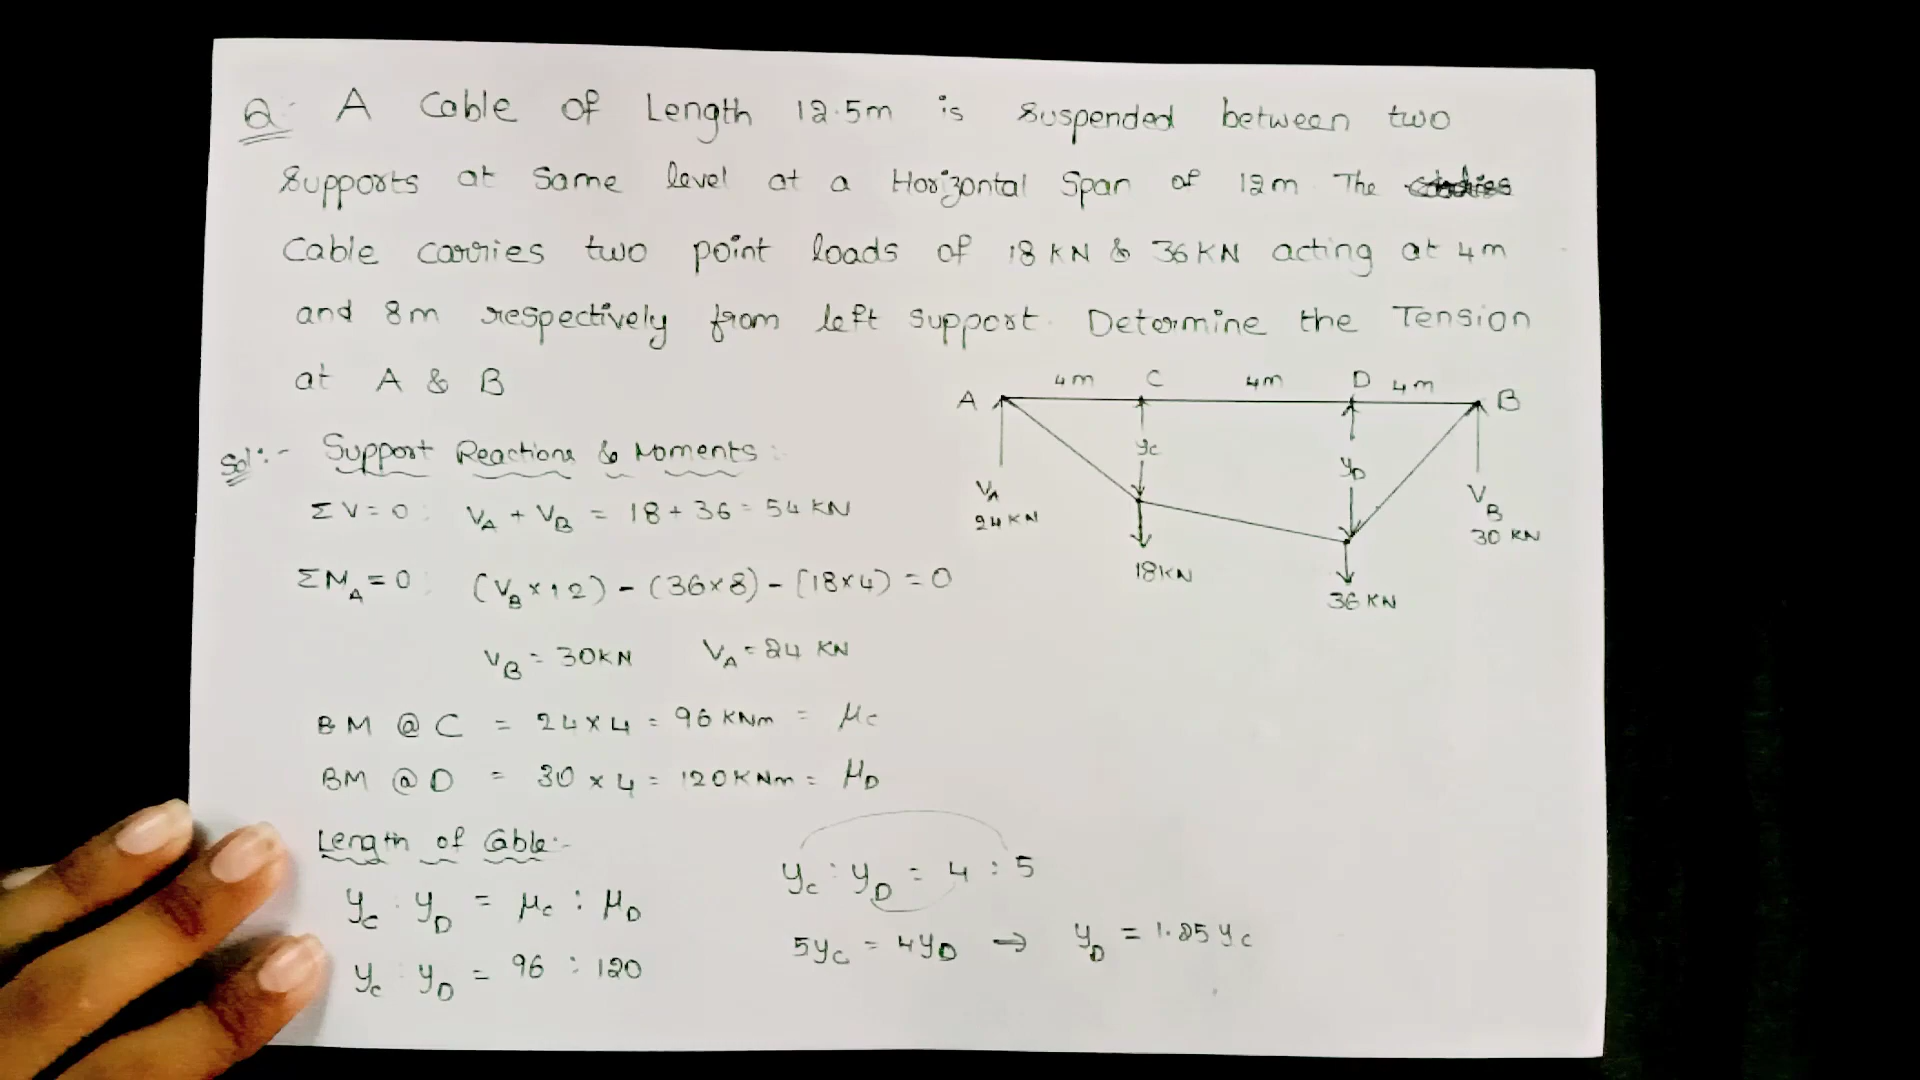 Q:- A Cable of Length 12.5m is suspended between two
supports at same level at a Horizontal Span of 12m The
Cable carries two point loads of 18 KN & 36 KN acting at 4m
and 8m respectively from left support. Determine the Tension
at A & B
4m C 4m D 4m
A B
yc yD
VA 24 KN
VB 30 KN
18KN
36 KN
Sol:- Support Reactions & Moments:
ΣV=0: VA + VB = 18 + 36 = 54 KN
ΣMA=0: (VB×12) - (36×8) - (18×4) = 0
VB = 30KN VA = 24 KN
BM @ C = 24×4 = 96 KNm = μc
BM @ D = 30 × 4 = 120KNm = μD
Length of Cable:-
yc : yD = μc : μD
yc : yD = 96 : 120
yc : yD = 4 : 5
5yc = 4yD → yD = 1.25 yc